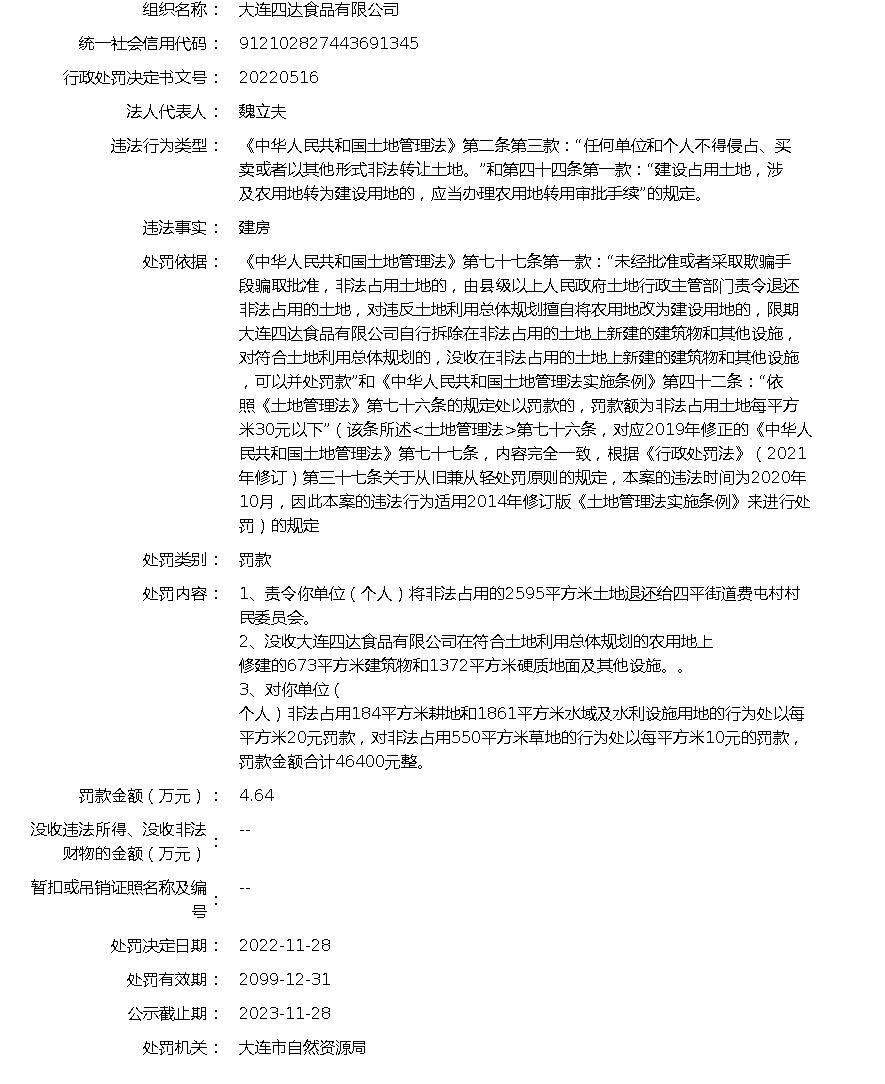 组织名称： 大连四达食品有限公司
统一社会信用代码： 912102827443691345
行政处罚决定书文号： 20220516
法人代表人： 魏立夫
违法行为类型： 《中华人民共和国土地管理法》第二条第三款：“任何单位和个人不得侵占、买
卖或者以其他形式非法转让土地。”和第四十四条第一款：“建设占用土地，涉
及农用地转为建设用地的，应当办理农用地转用审批手续”的规定。
违法事实： 建房
处罚依据： 《中华人民共和国土地管理法》第七十七条第一款：“未经批准或者采取欺骗手
段骗取批准，非法占用土地的，由县级以上人民政府土地行政主管部门责令退还
非法占用的土地，对违反土地利用总体规划擅自将农用地改为建设用地的，限期
大连四达食品有限公司自行拆除在非法占用的土地上新建的建筑物和其他设施，
对符合土地利用总体规划的，没收在非法占用的土地上新建的建筑物和其他设施
，可以并处罚款”和《中华人民共和国土地管理法实施条例》第四十二条：“依
照《土地管理法》第七十六条的规定处以罚款的，罚款额为非法占用土地每平方
米30元以下”（该条所述<土地管理法>第七十六条，对应2019年修正的《中华人
民共和国土地管理法》第七十七条，内容完全一致，根据《行政处罚法》（2021
年修订）第三十七条关于从旧兼从轻处罚原则的规定，本案的违法时间为2020年
10月，因此本案的违法行为适用2014年修订版《土地管理法实施条例》来进行处
罚）的规定
处罚类别： 罚款
处罚内容： 1、责令你单位（个人）将非法占用的2595平方米土地退还给四平街道费屯村村
民委员会。
2、没收大连四达食品有限公司在符合土地利用总体规划的农用地上
修建的673平方米建筑物和1372平方米硬质地面及其他设施。。
3、对你单位（
个人）非法占用184平方米耕地和1861平方米水域及水利设施用地的行为处以每
平方米20元罚款，对非法占用550平方米草地的行为处以每平方米10元的罚款，
罚款金额合计46400元整。
罚款金额（万元）： 4.64
没收违法所得、没收非法
财物的金额（万元）： --
暂扣或吊销证照名称及编
号： --
处罚决定日期： 2022-11-28
处罚有效期： 2099-12-31
公示截止期： 2023-11-28
处罚机关： 大连市自然资源局